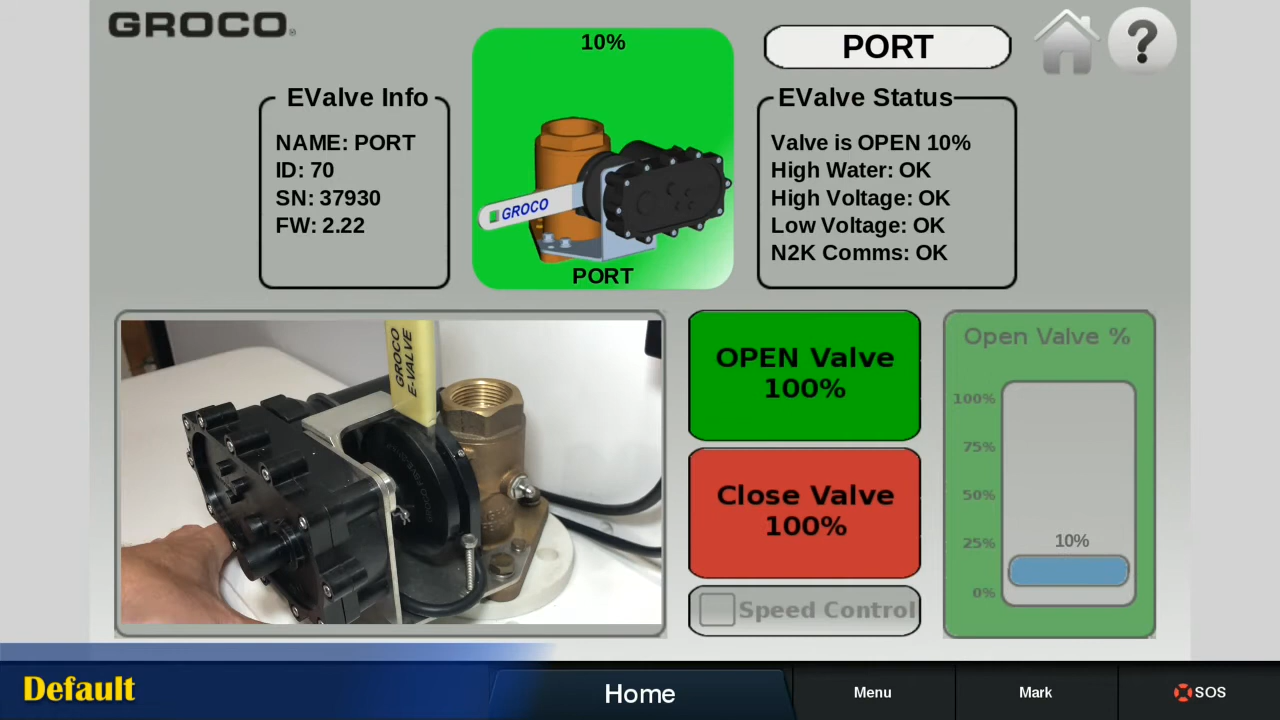 GROCO®
10%
PORT
EValve Info
NAME: PORT
ID: 70
SN: 37930
FW: 2.22
GROCO
PORT
EValve Status
Valve is OPEN 10%
High Water: OK
High Voltage: OK
Low Voltage: OK
N2K Comms: OK
?
GROCO
E-VALVE
OPEN Valve
100%
Close Valve
100%
Speed Control
Open Valve %
100%
75%
50%
25%
0%
10%
Default
Home
Menu
Mark
SOS